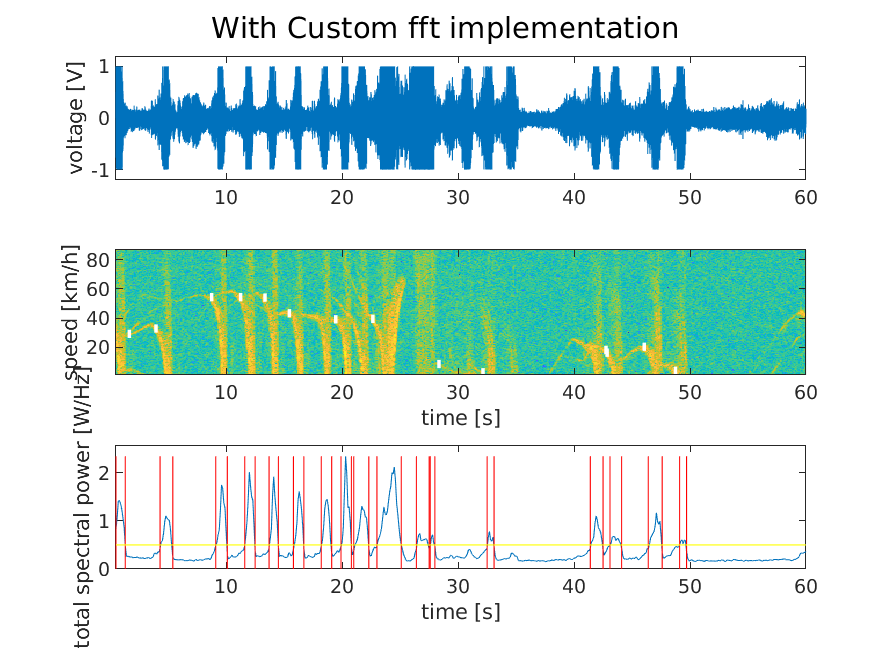 With Custom fft implementation
voltage [V]
1
0
-1
10 20 30 40 50 60
speed [km/h]
80
60
40
20
10 20 30 40 50 60
time [s]
total spectral power [W/Hz]
2
1
0
10 20 30 40 50 60
time [s]